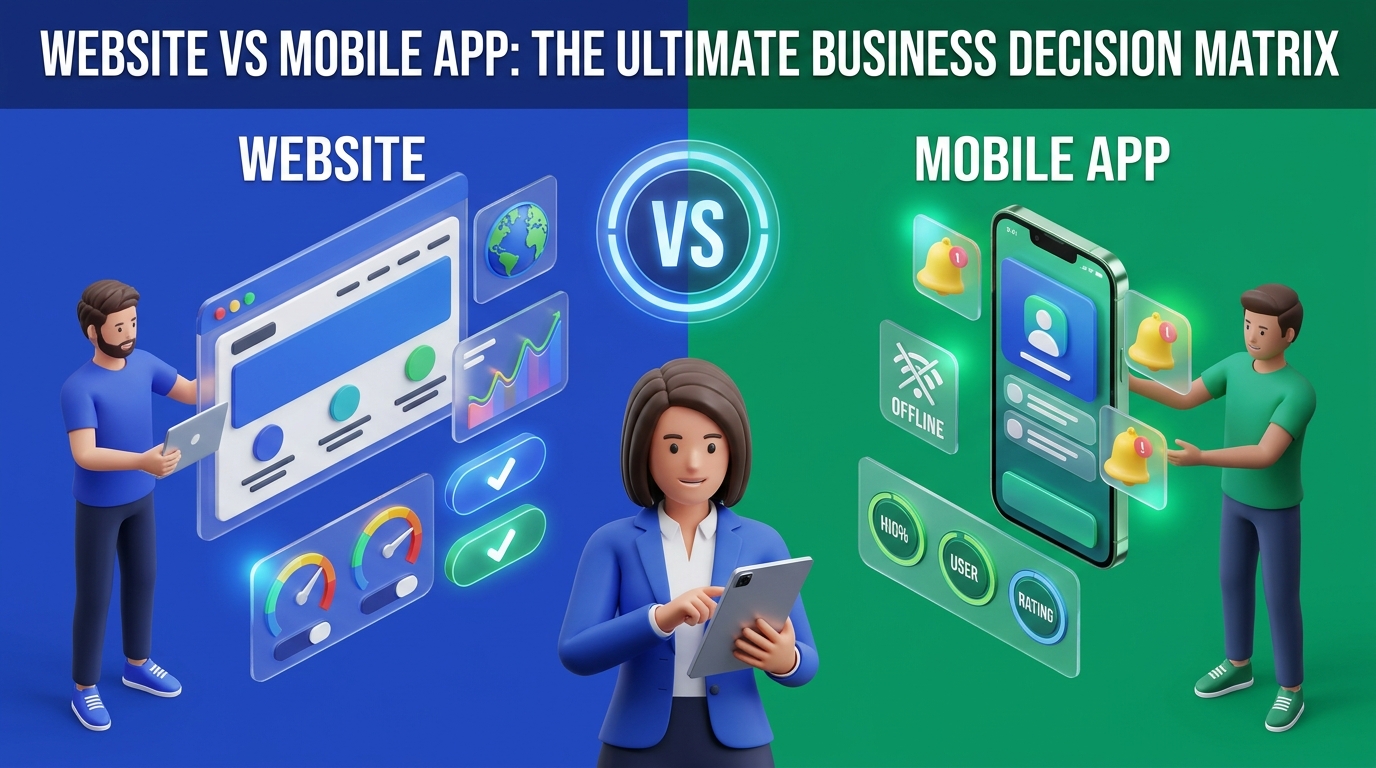 WEBSITE VS MOBILE APP: THE ULTIMATE BUSINESS DECISION MATRIX
WEBSITE
VS
MOBILE APP
OFFLINE
USER
RATING